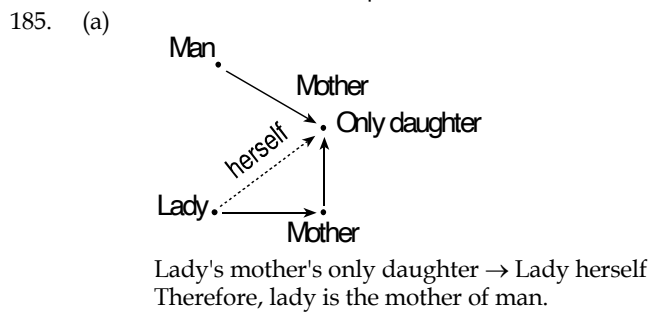 185. (a)
Man
Mother
Only daughter
herself
Lady
Mother
Lady's mother's only daughter → Lady herself
Therefore, lady is the mother of man.